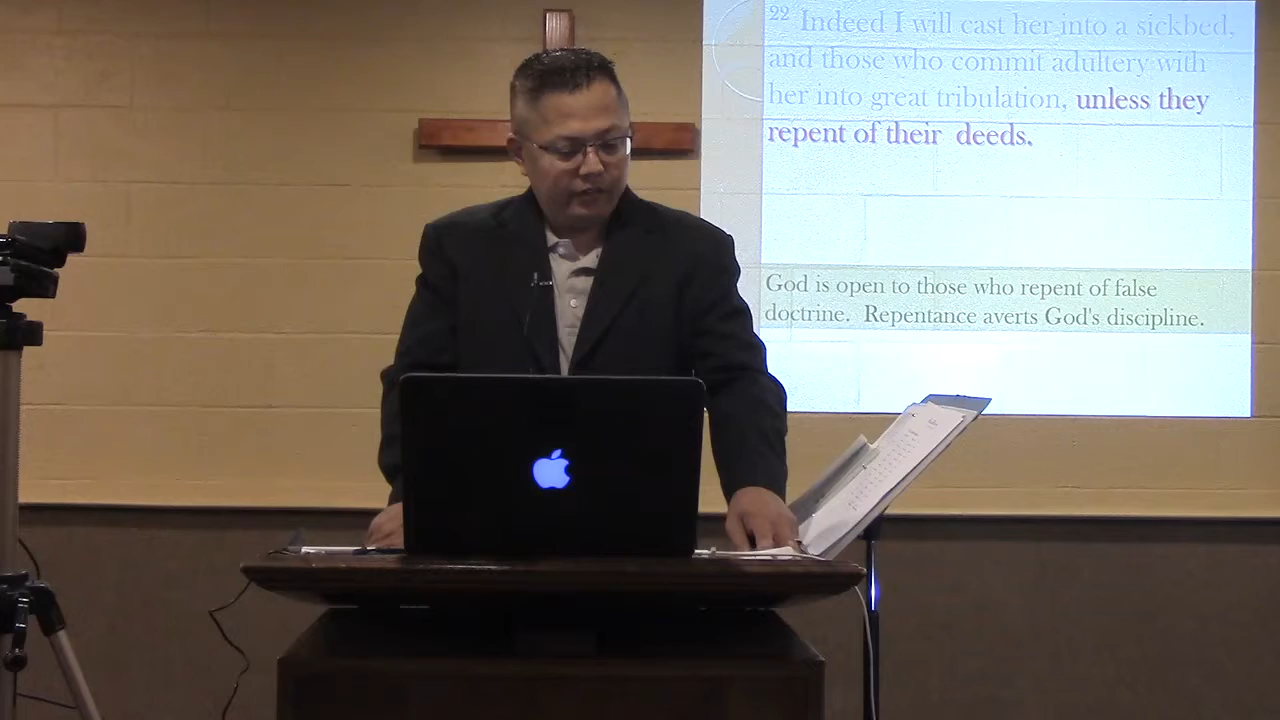 22 Indeed I will cast her into a sickbed,
and those who commit adultery with
her into great tribulation, unless they
repent of their deeds.
God is open to those who repent of false
doctrine. Repentance averts God's discipline.